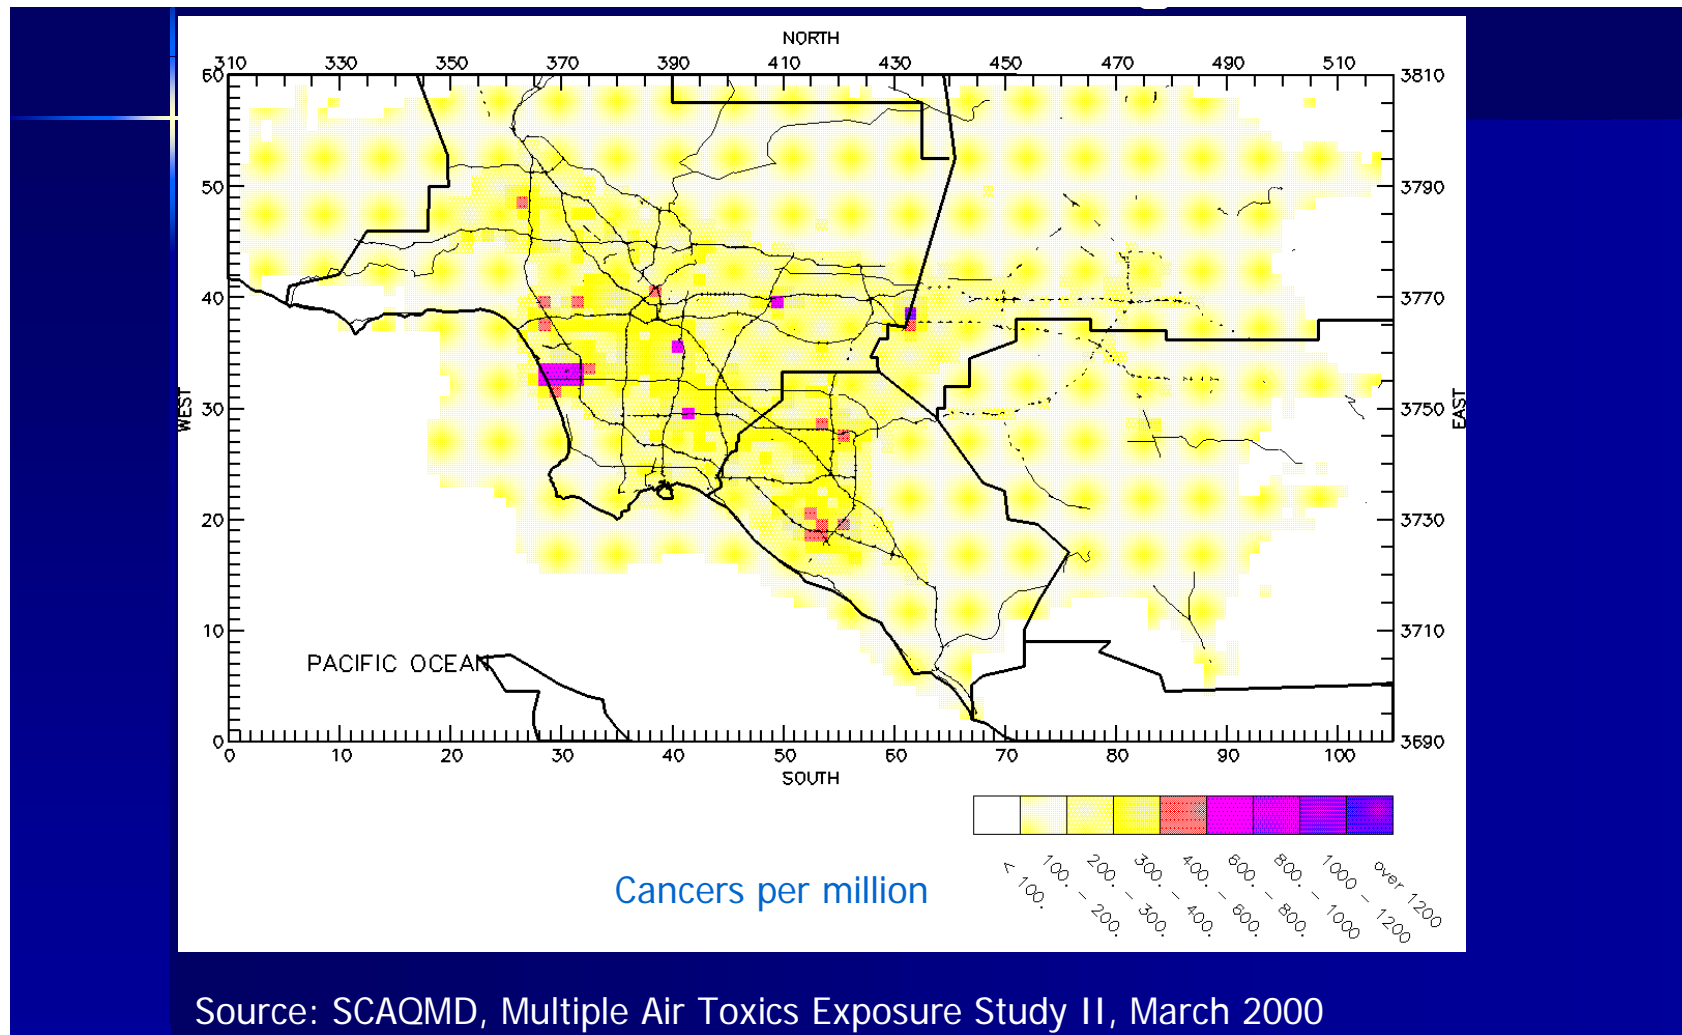 NORTH
310 330 350 370 390 410 430 450 470 490 510
60 3810
50 3790
40 3770
WEST
EAST
30 3750
20 3730
10 3710
PACIFIC OCEAN
0 3690
0 10 20 30 40 50 60 70 80 90 100
SOUTH
< 100.
100. - 200.
200. - 300.
300. - 400.
400. - 600.
600. - 800.
800. - 1000
1000 - 1200
over 1200
Cancers per million
Source: SCAQMD, Multiple Air Toxics Exposure Study II, March 2000